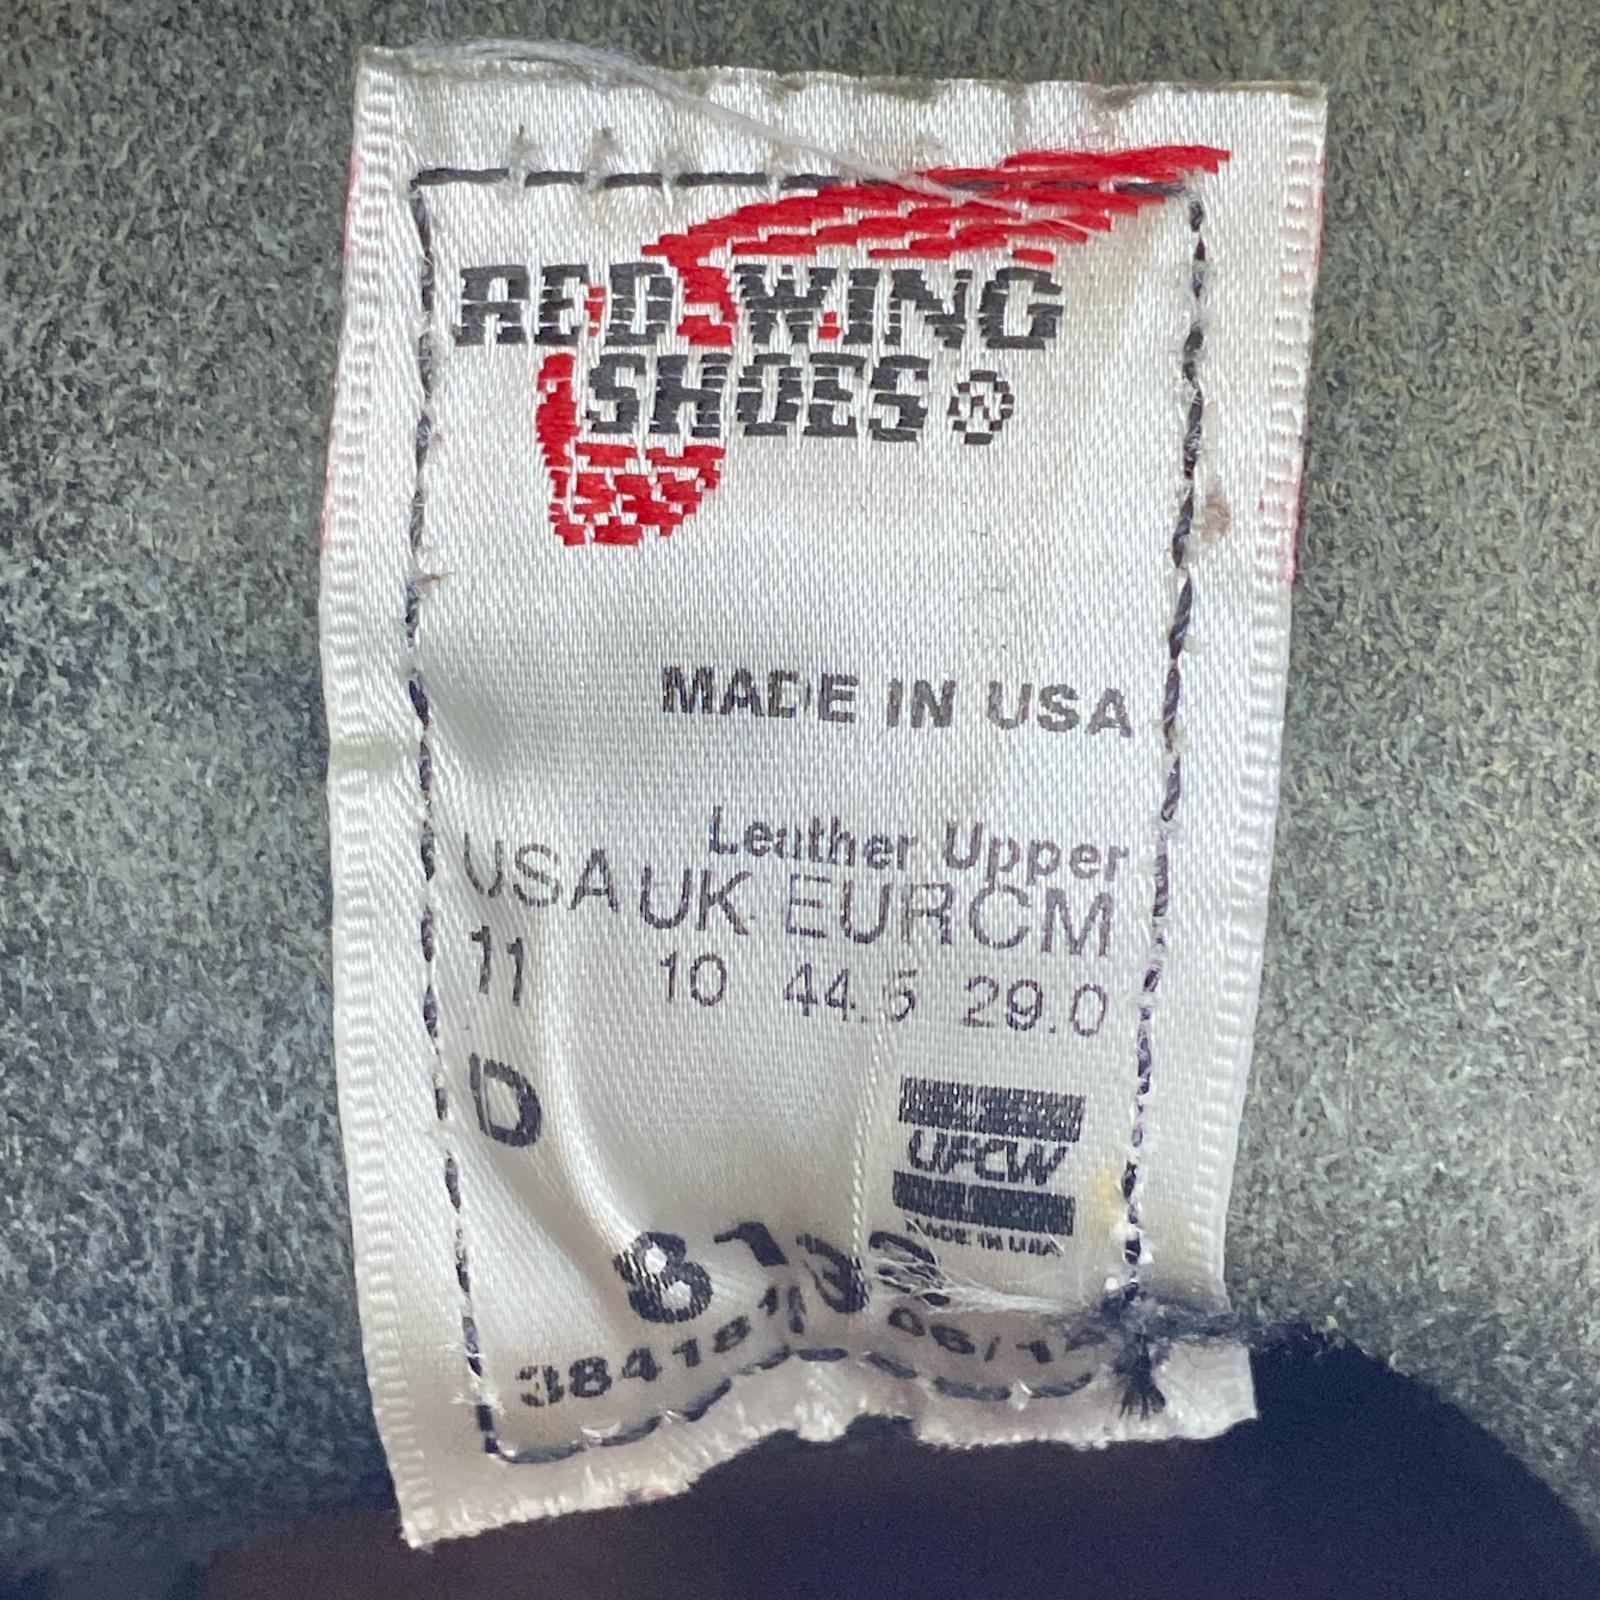 RED WING
SHOES®
MADE IN USA
Leather Upper
USA UK EUR CM
11 10 44.5 29.0
D
UFCW
MADE IN USA